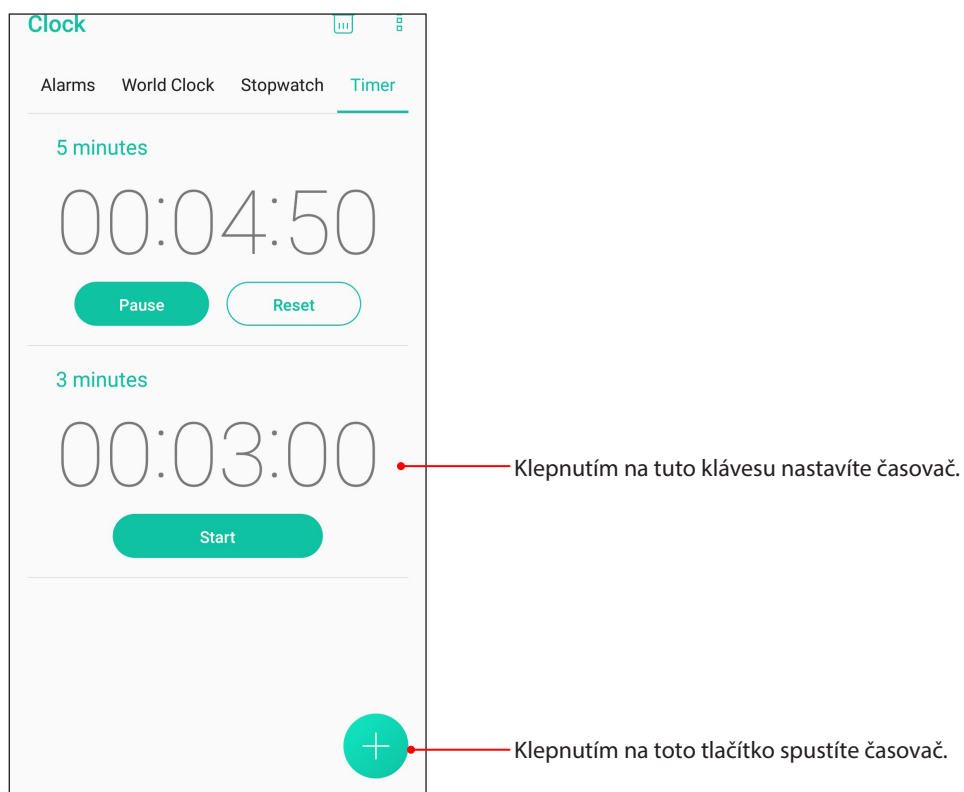 Clock
Alarms World Clock Stopwatch Timer
5 minutes
00:04:50
Pause Reset
3 minutes
00:03:00
Klepnutím na tuto klávesu nastavíte časovač.
Start
Klepnutím na toto tlačítko spustíte časovač.